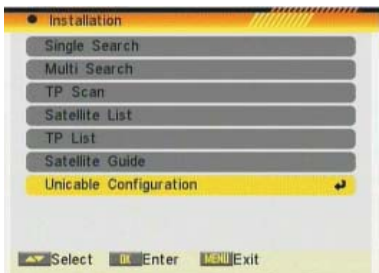 Installation
Single Search
Multi Search
TP Scan
Satellite List
TP List
Satellite Guide
Unicable Configuration
Select OK Enter MENU Exit